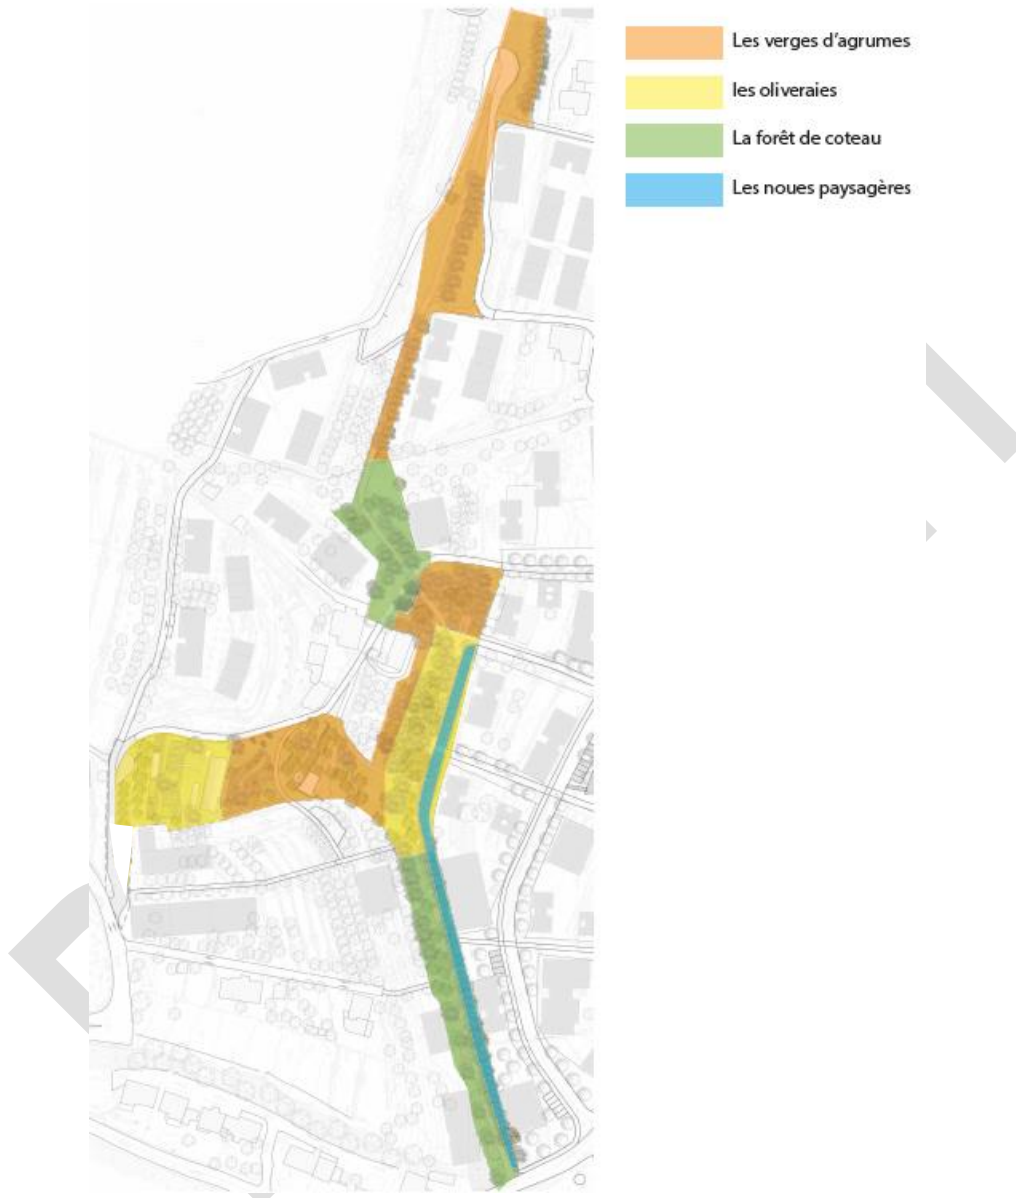 Les verges d’agrumes
les oliveraies
La forêt de coteau
Les noues paysagères